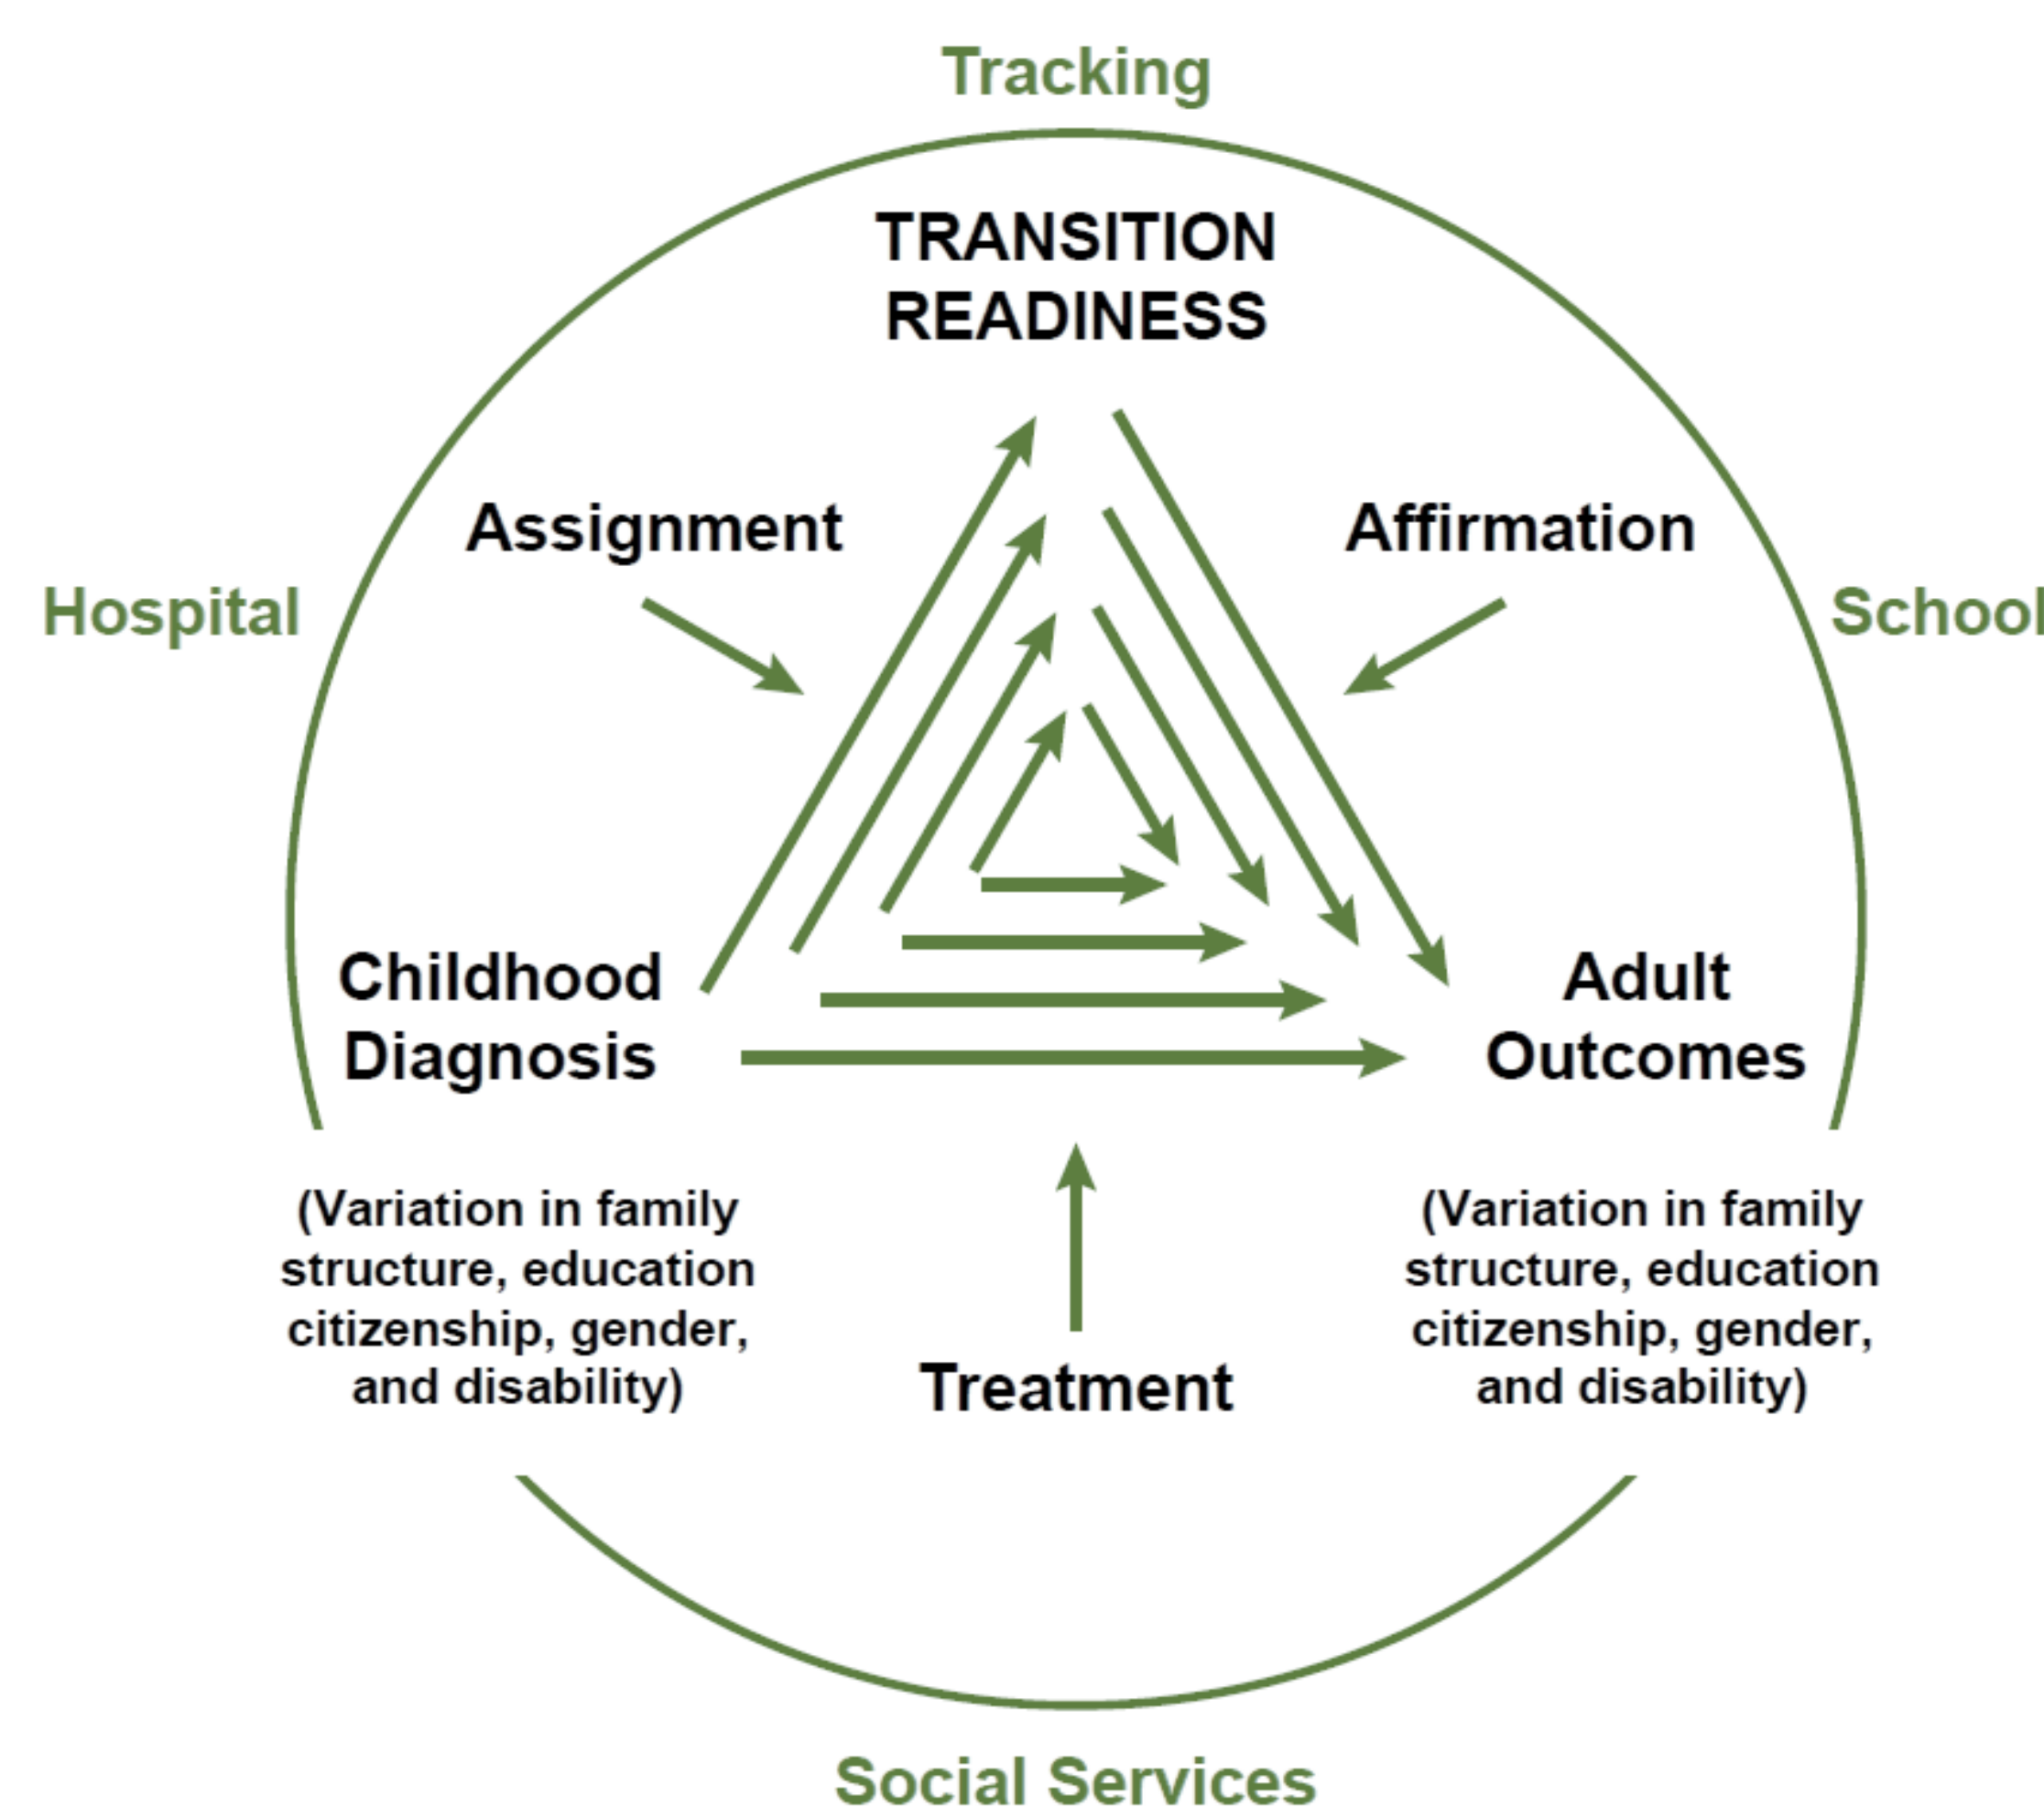 Tracking
TRANSITION
READINESS
Assignment
Affirmation
Hospital
School
Childhood
Diagnosis
Adult
Outcomes
(Variation in family
structure, education
citizenship, gender,
and disability)
(Variation in family
structure, education
citizenship, gender,
and disability)
Treatment
Social Services